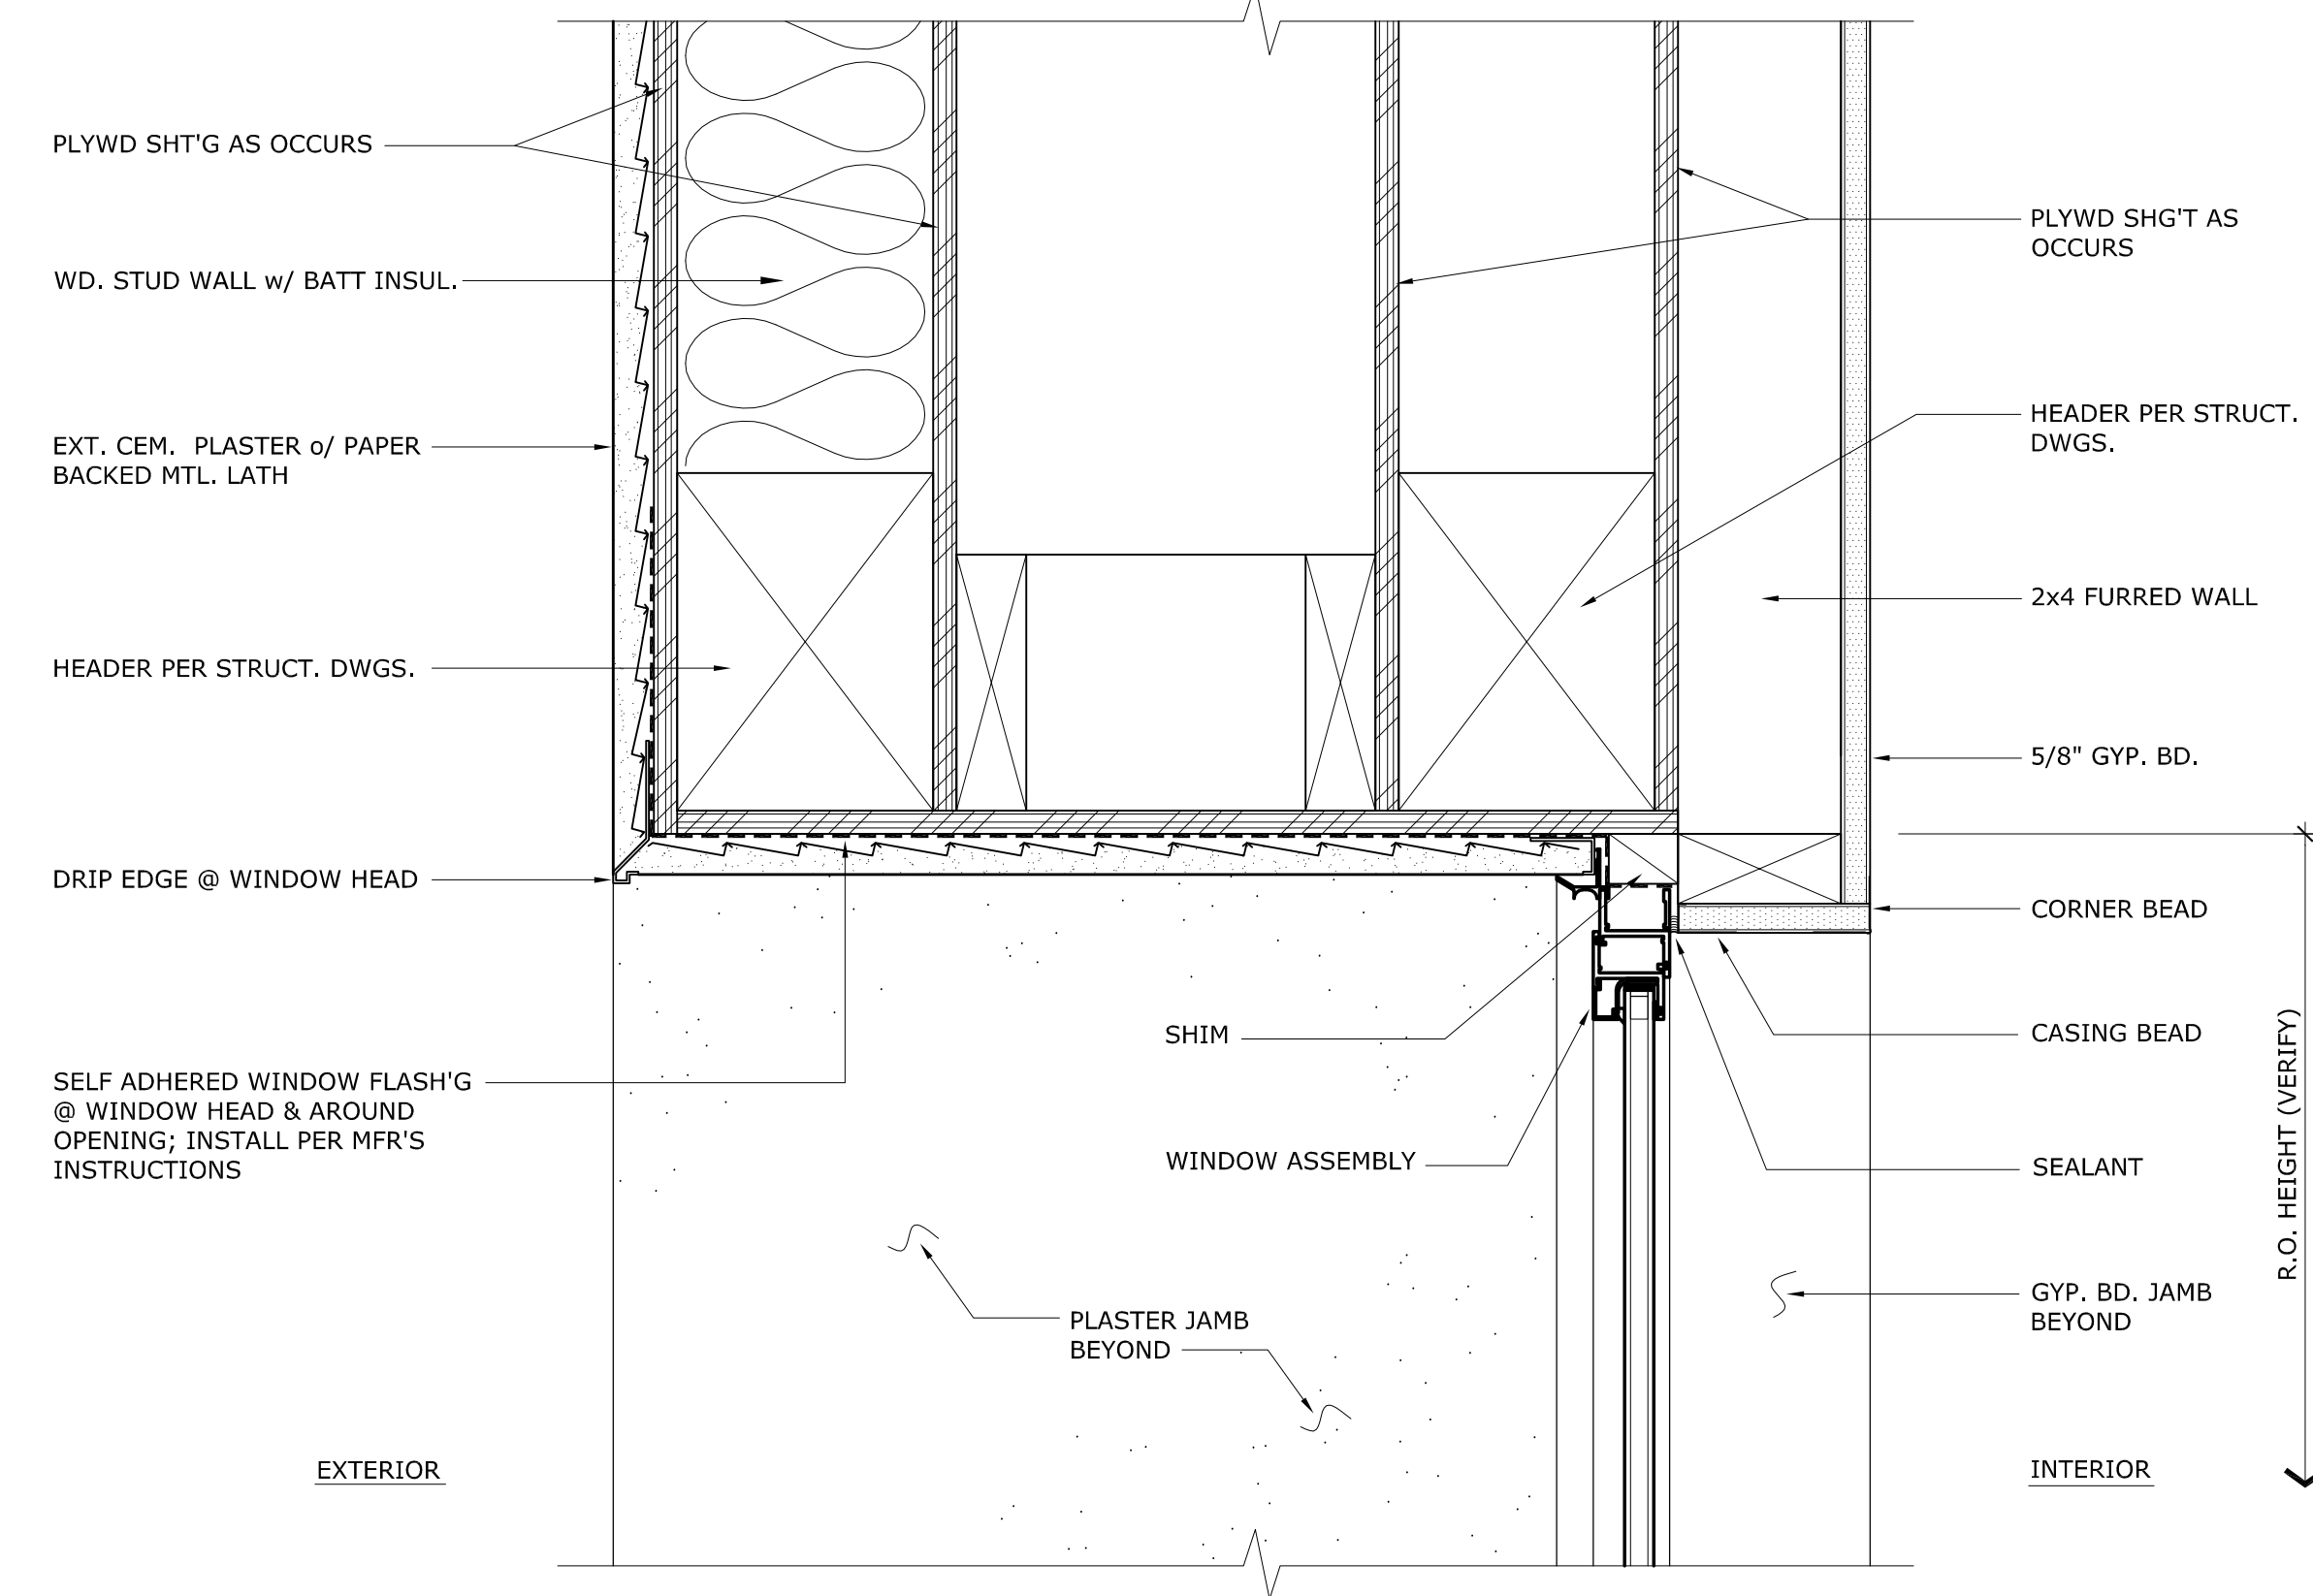 PLYWD SHT'G AS OCCURS
WD. STUD WALL w/ BATT INSUL.
EXT. CEM.  PLASTER o/ PAPER
BACKED MTL. LATH
HEADER PER STRUCT. DWGS.
DRIP EDGE @ WINDOW HEAD
SELF ADHERED WINDOW FLASH'G
@ WINDOW HEAD & AROUND
OPENING; INSTALL PER MFR'S
INSTRUCTIONS
EXTERIOR
SHIM
WINDOW ASSEMBLY
PLASTER JAMB
BEYOND
PLYWD SHG'T AS
OCCURS
HEADER PER STRUCT.
DWGS.
2x4 FURRED WALL
5/8" GYP. BD.
CORNER BEAD
CASING BEAD
SEALANT
GYP. BD. JAMB
BEYOND
INTERIOR
R.O. HEIGHT (VERIFY)